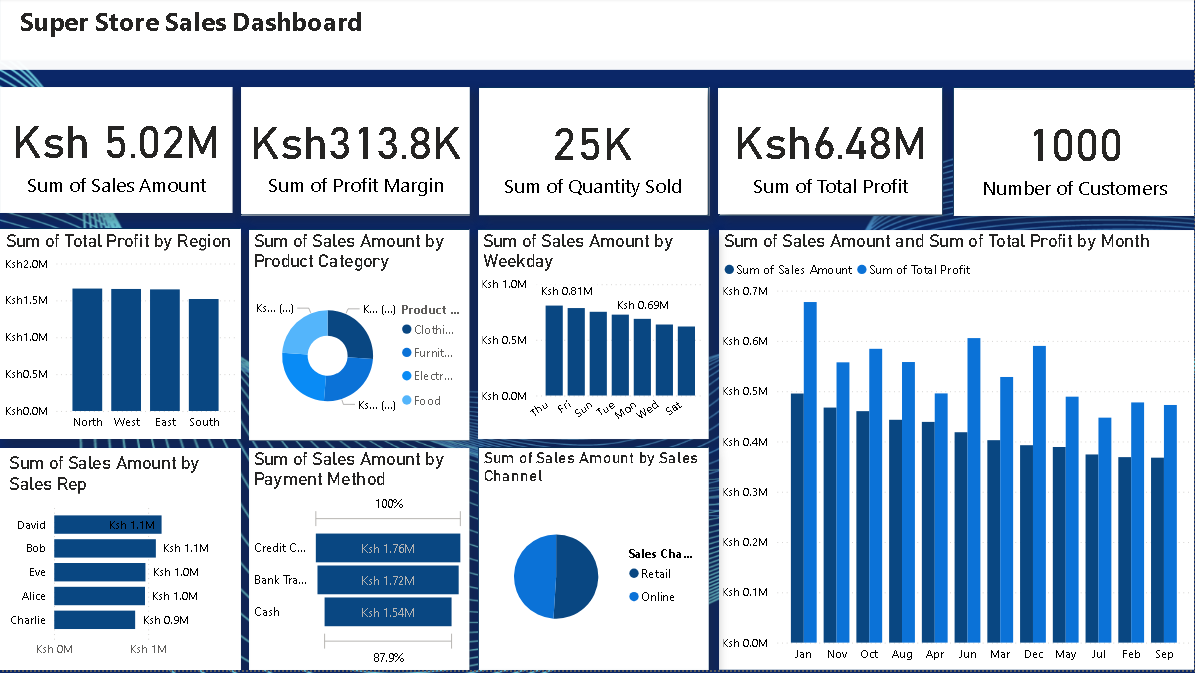 Super Store Sales Dashboard
Ksh 5.02M
Sum of Sales Amount
Ksh313.8K
Sum of Profit Margin
25K
Sum of Quantity Sold
Ksh6.48M
Sum of Total Profit
1000
Number of Customers
Sum of Total Profit by Region
Ksh2.0M
Ksh1.5M
Ksh1.0M
Ksh0.5M
Ksh0.0M
North West East South
Sum of Sales Amount by
Product Category
Ks... (...)
K... (...)
Ks... (...)
Product ...
Clothi...
Furnit...
Electr...
Food
Sum of Sales Amount by
Weekday
Ksh 1.0M
Ksh 0.5M
Ksh 0.0M
Ksh 0.81M
Ksh 0.69M
Thu Fri Sun Tue Mon Wed Sat
Sum of Sales Amount and Sum of Total Profit by Month
Sum of Sales Amount Sum of Total Profit
Ksh 0.7M
Ksh 0.6M
Ksh 0.5M
Ksh 0.4M
Ksh 0.3M
Ksh 0.2M
Ksh 0.1M
Ksh 0.0M
Jan Nov Oct Aug Apr Jun Mar Dec May Jul Feb Sep
Sum of Sales Amount by
Sales Rep
David Ksh 1.1M
Bob Ksh 1.1M
Eve Ksh 1.0M
Alice Ksh 1.0M
Charlie Ksh 0.9M
Ksh 0M Ksh 1M
Sum of Sales Amount by
Payment Method
100%
Credit C... Ksh 1.76M
Bank Tra... Ksh 1.72M
Cash Ksh 1.54M
87.9%
Sum of Sales Amount by Sales
Channel
Sales Cha...
Retail
Online